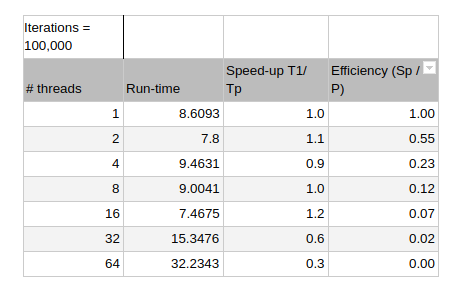 Iterations =
100,000
# threads Run-time Speed-up T1/ Tp Efficiency (Sp / P)
1 8.6093 1.0 1.00
2 7.8 1.1 0.55
4 9.4631 0.9 0.23
8 9.0041 1.0 0.12
16 7.4675 1.2 0.07
32 15.3476 0.6 0.02
64 32.2343 0.3 0.00